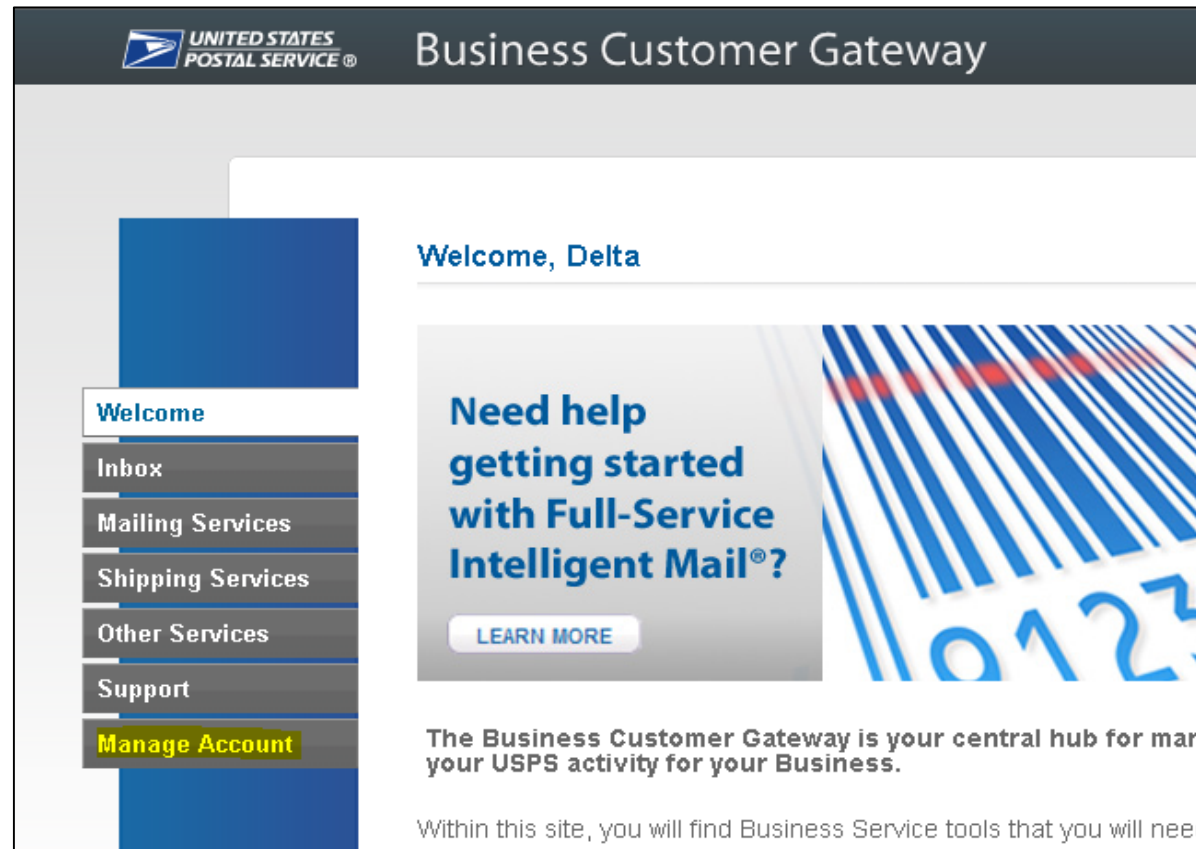 UNITED STATES
POSTAL SERVICE ®
Business Customer Gateway
Welcome, Delta
Welcome
Inbox
Mailing Services
Shipping Services
Other Services
Support
Manage Account
Need help
getting started
with Full-Service
Intelligent Mail®?
LEARN MORE
0123
The Business Customer Gateway is your central hub for
your USPS activity for your Business.
Within this site, you will find Business Service tools that you will